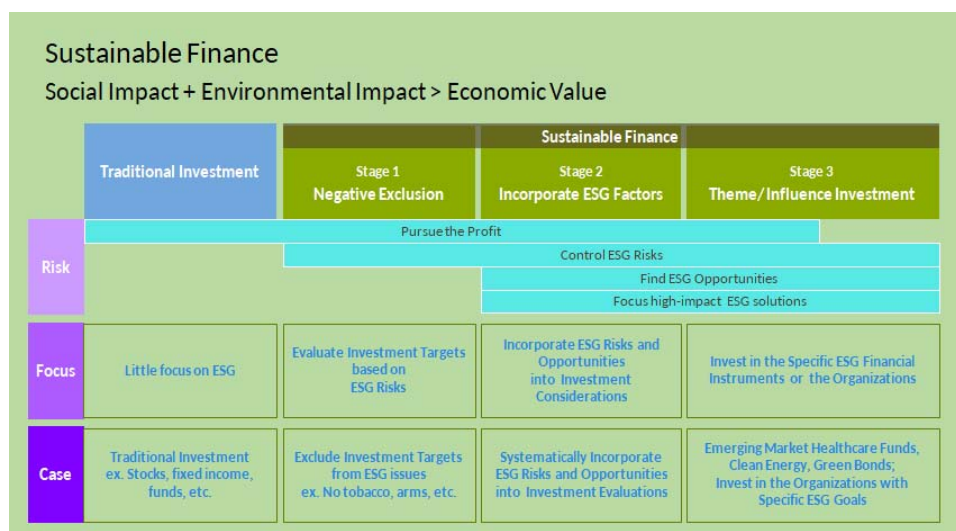 Sustainable Finance
Social Impact + Environmental Impact > Economic Value
Sustainable Finance
Traditional Investment
Stage 1
Negative Exclusion
Stage 2
Incorporate ESG Factors
Stage 3
Theme/Influence Investment
Risk
Pursue the Profit
Control ESG Risks
Find ESG Opportunities
Focus high-impact ESG solutions
Focus
Little focus on ESG
Evaluate Investment Targets
based on
ESG Risks
Incorporate ESG Risks and
Opportunities
into Investment
Considerations
Invest in the Specific ESG Financial
Instruments or the Organizations
Case
Traditional Investment
ex. Stocks, fixed income,
funds, etc.
Exclude Investment Targets
from ESG issues
ex. No tobacco, arms, etc.
Systematically Incorporate
ESG Risks and Opportunities
into Investment Evaluations
Emerging Market Healthcare Funds,
Clean Energy, Green Bonds;
Invest in the Organizations with
Specific ESG Goals